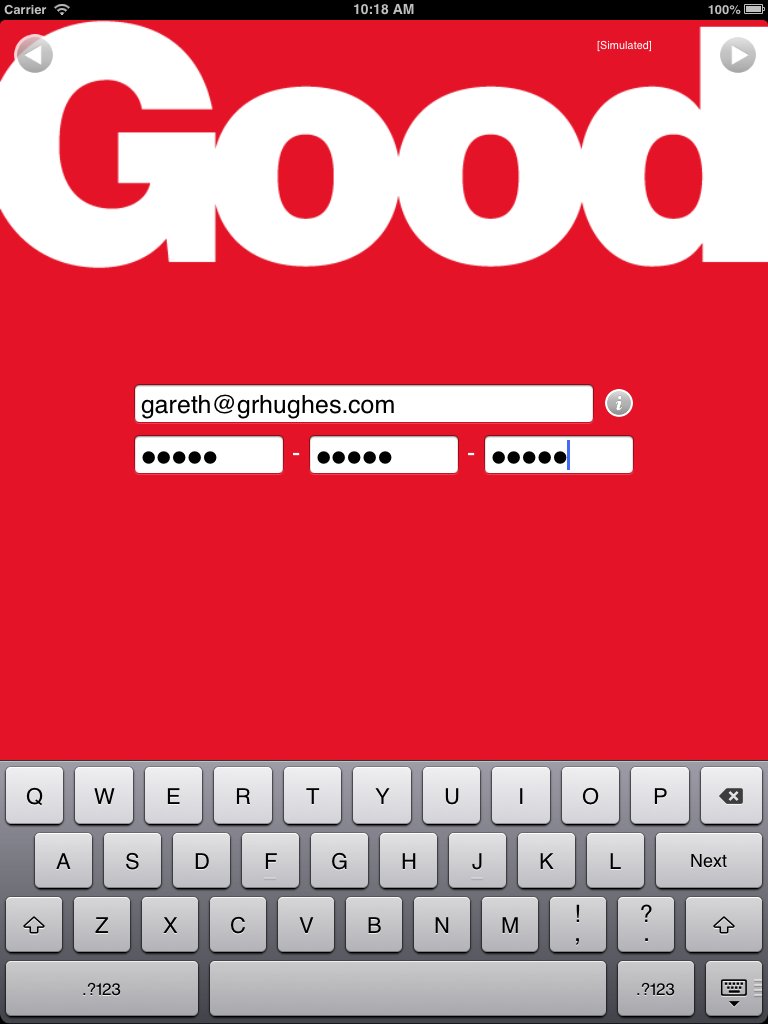 Carrier 10:18 AM 100%
[Simulated]
Good
gareth@grhughes.com i
●●●●● - ●●●●● - ●●●●●
Q W E R T Y U I O P
A S D F G H J K L Next
Z X C V B N M ! , ? .
.?123 .?123